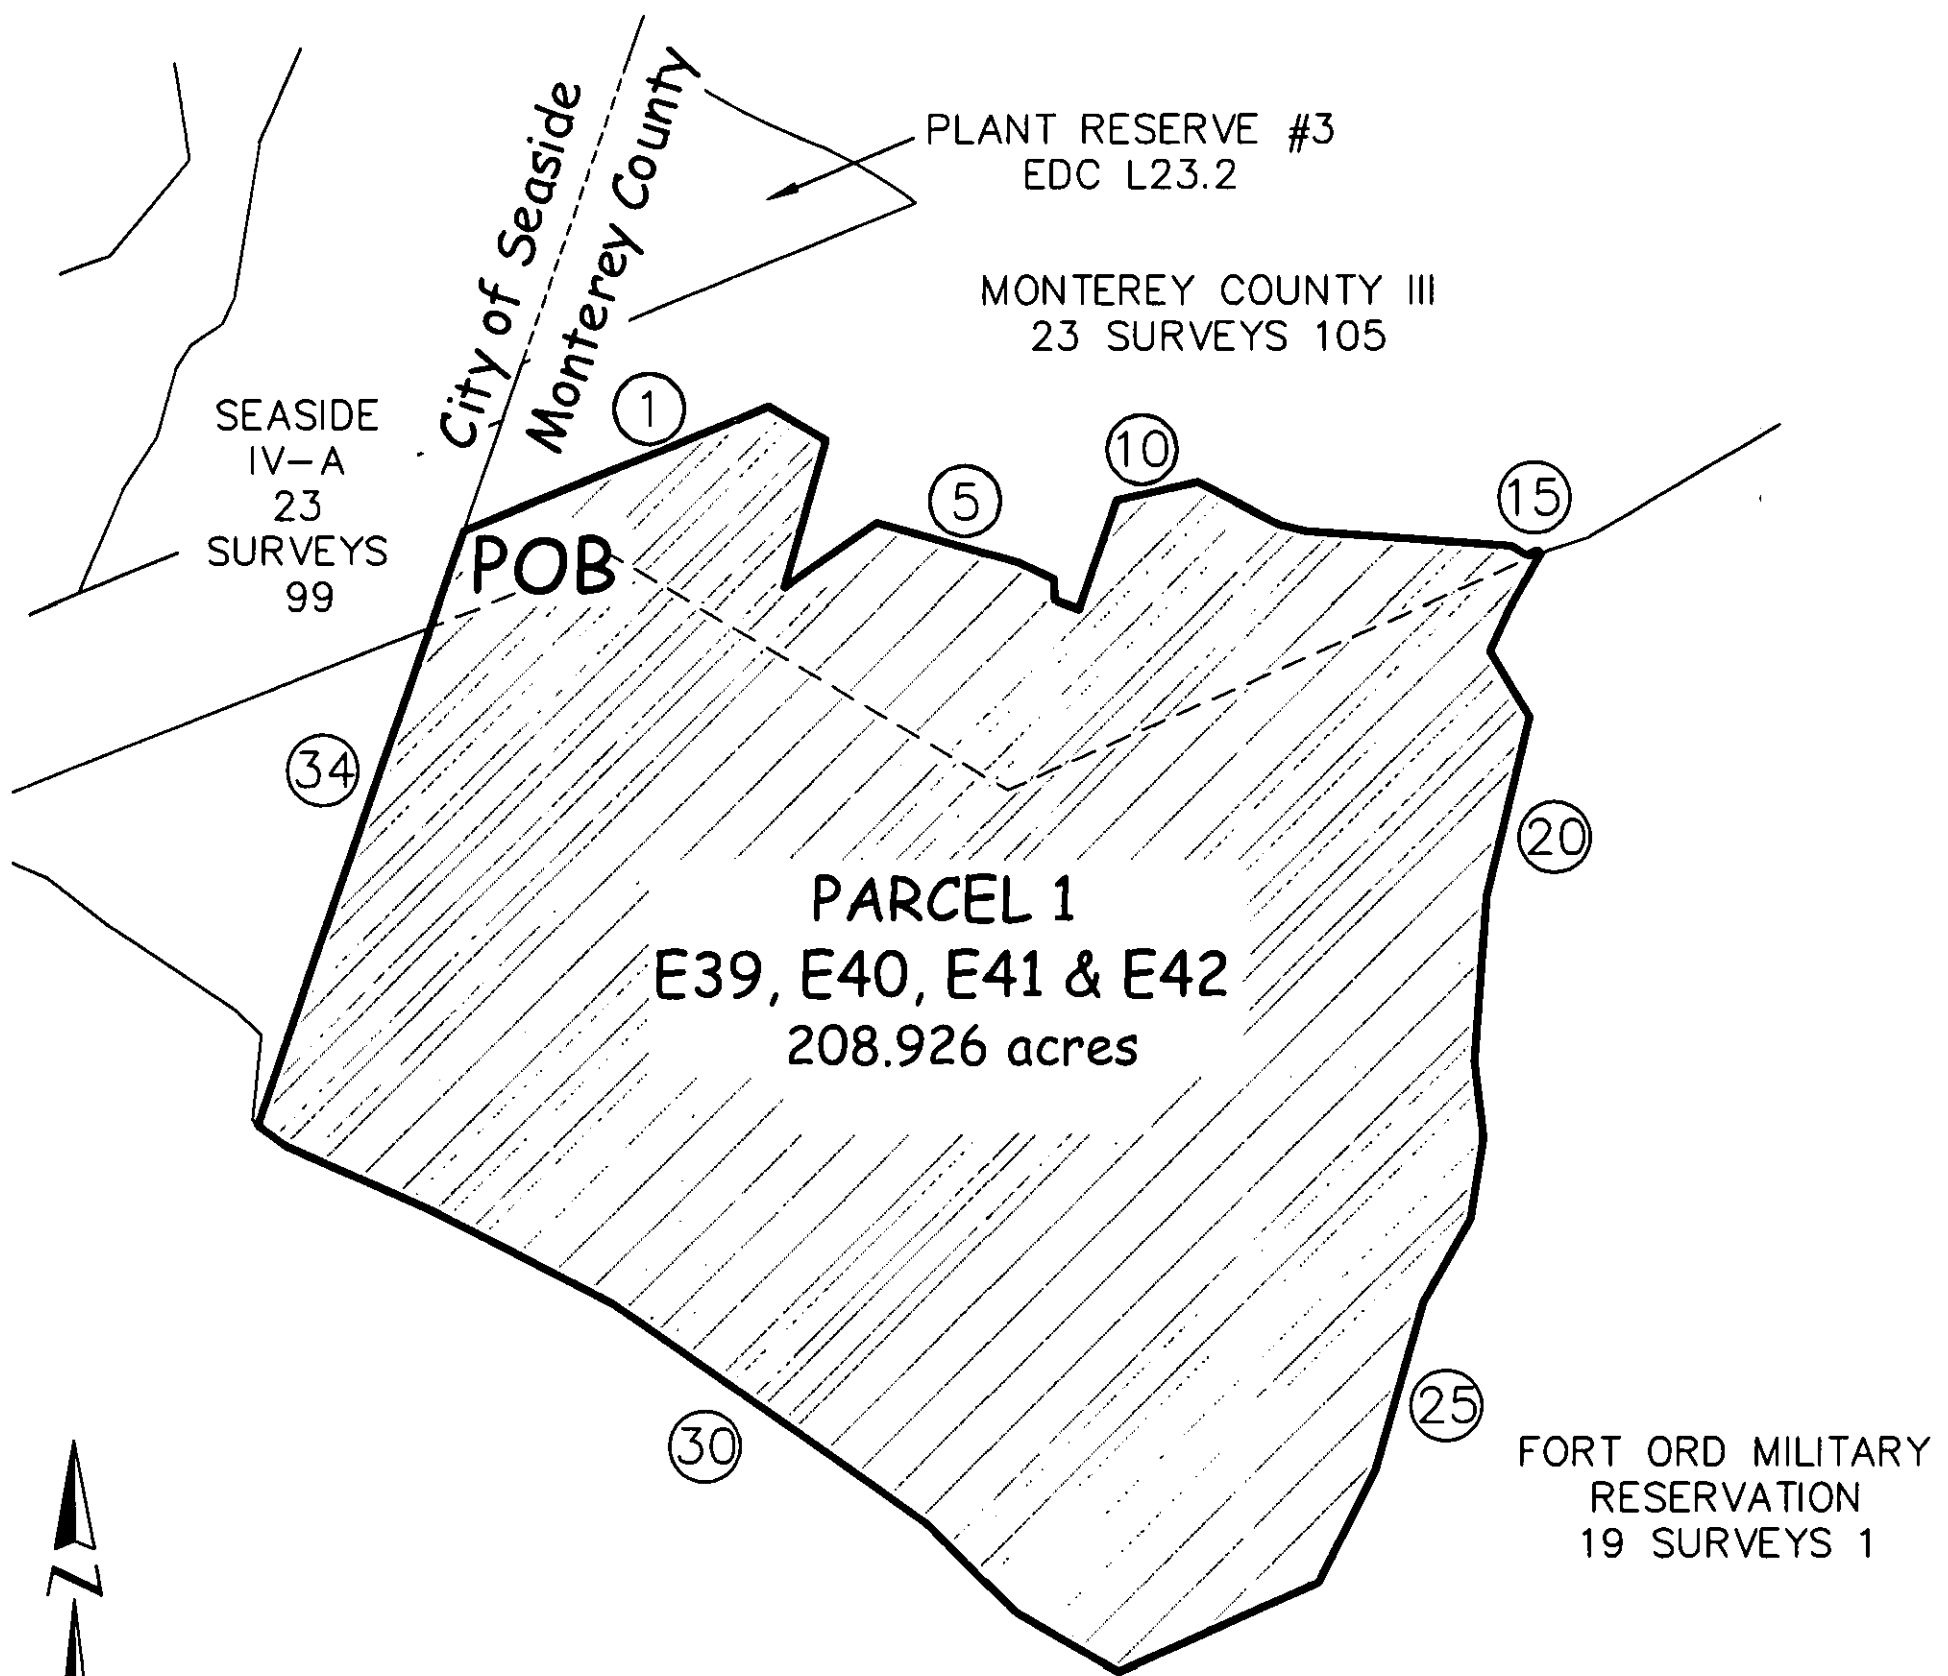 City of Seaside
Monterey County
PLANT RESERVE #3
EDC L23.2
MONTEREY COUNTY III
23 SURVEYS 105
SEASIDE
IV-A
23
SURVEYS
99
1
5
10
15
POB
34
20
PARCEL 1
E39, E40, E41 & E42
208.926 acres
25
30
FORT ORD MILITARY
RESERVATION
19 SURVEYS 1
N